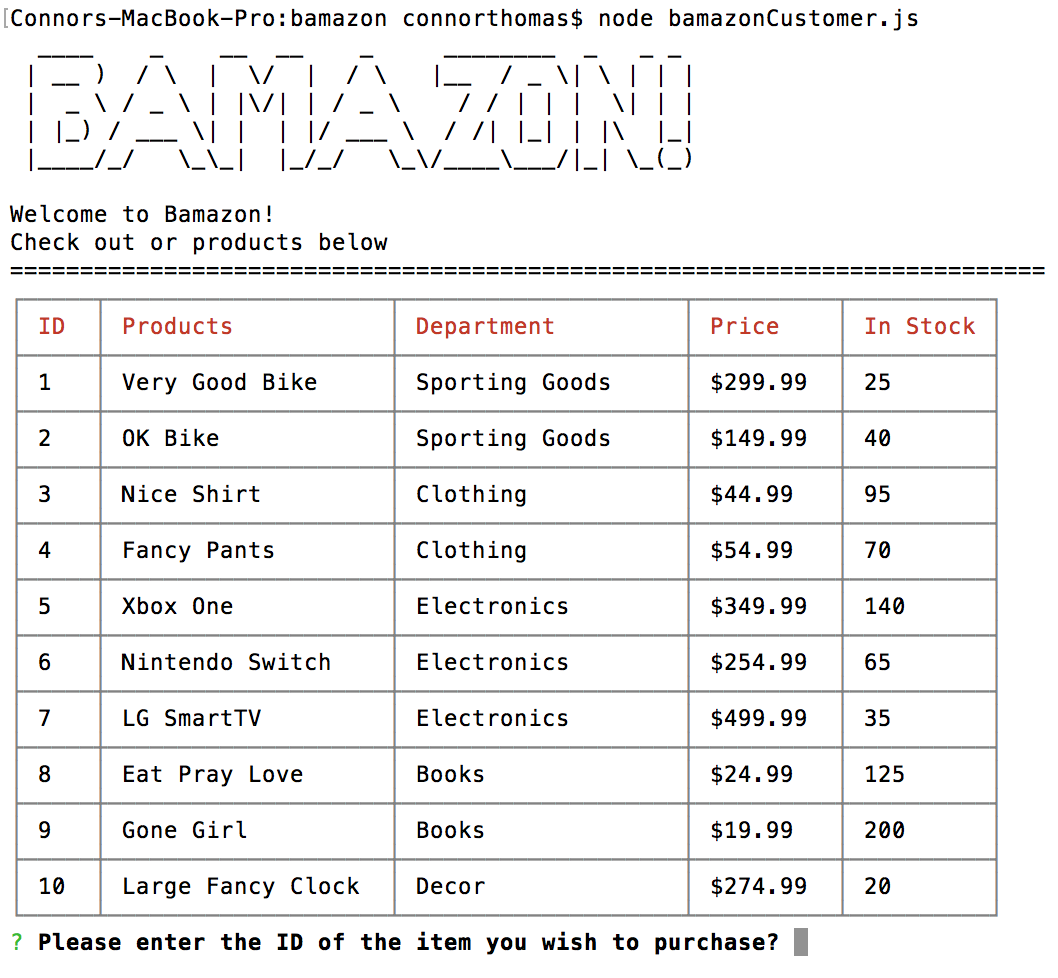 Connors-MacBook-Pro:bamazon connorthomas$ node bamazonCustomer.js
BAMAZON!
Welcome to Bamazon!
Check out or products below
==========================================================================
ID Products Department Price In Stock
1 Very Good Bike Sporting Goods $299.99 25
2 OK Bike Sporting Goods $149.99 40
3 Nice Shirt Clothing $44.99 95
4 Fancy Pants Clothing $54.99 70
5 Xbox One Electronics $349.99 140
6 Nintendo Switch Electronics $254.99 65
7 LG SmartTV Electronics $499.99 35
8 Eat Pray Love Books $24.99 125
9 Gone Girl Books $19.99 200
10 Large Fancy Clock Decor $274.99 20
? Please enter the ID of the item you wish to purchase?